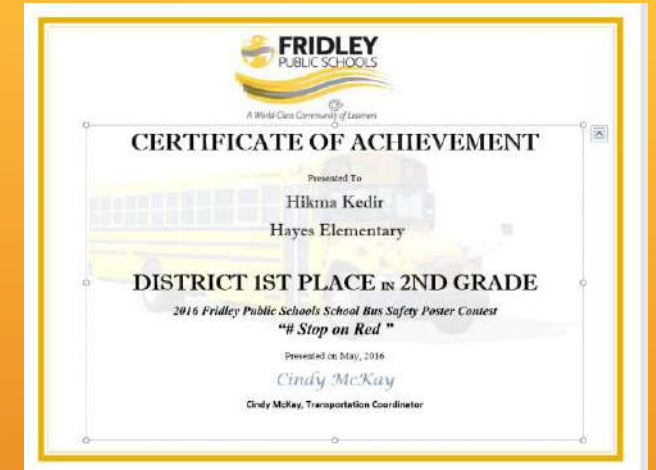 FRIDLEY
PUBLIC SCHOOLS
A World-Class Community of Learners
CERTIFICATE OF ACHIEVEMENT
Presented To
Hikma Kedir
Hayes Elementary
DISTRICT 1ST PLACE IN 2ND GRADE
2016 Fridley Public Schools School Bus Safety Poster Contest
"# Stop on Red "
Presented on May, 2016
Cindy McKay
Cindy McKay, Transportation Coordinator